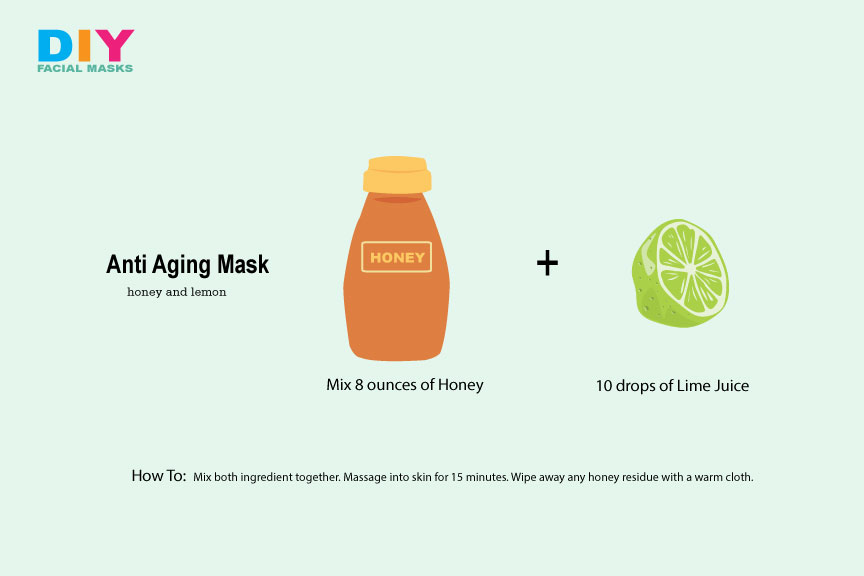 DIY
FACIAL MASKS
Anti Aging Mask
honey and lemon
HONEY
+
Mix 8 ounces of Honey
10 drops of Lime Juice
How To: Mix both ingredient together. Massage into skin for 15 minutes. Wipe away any honey residue with a warm cloth.